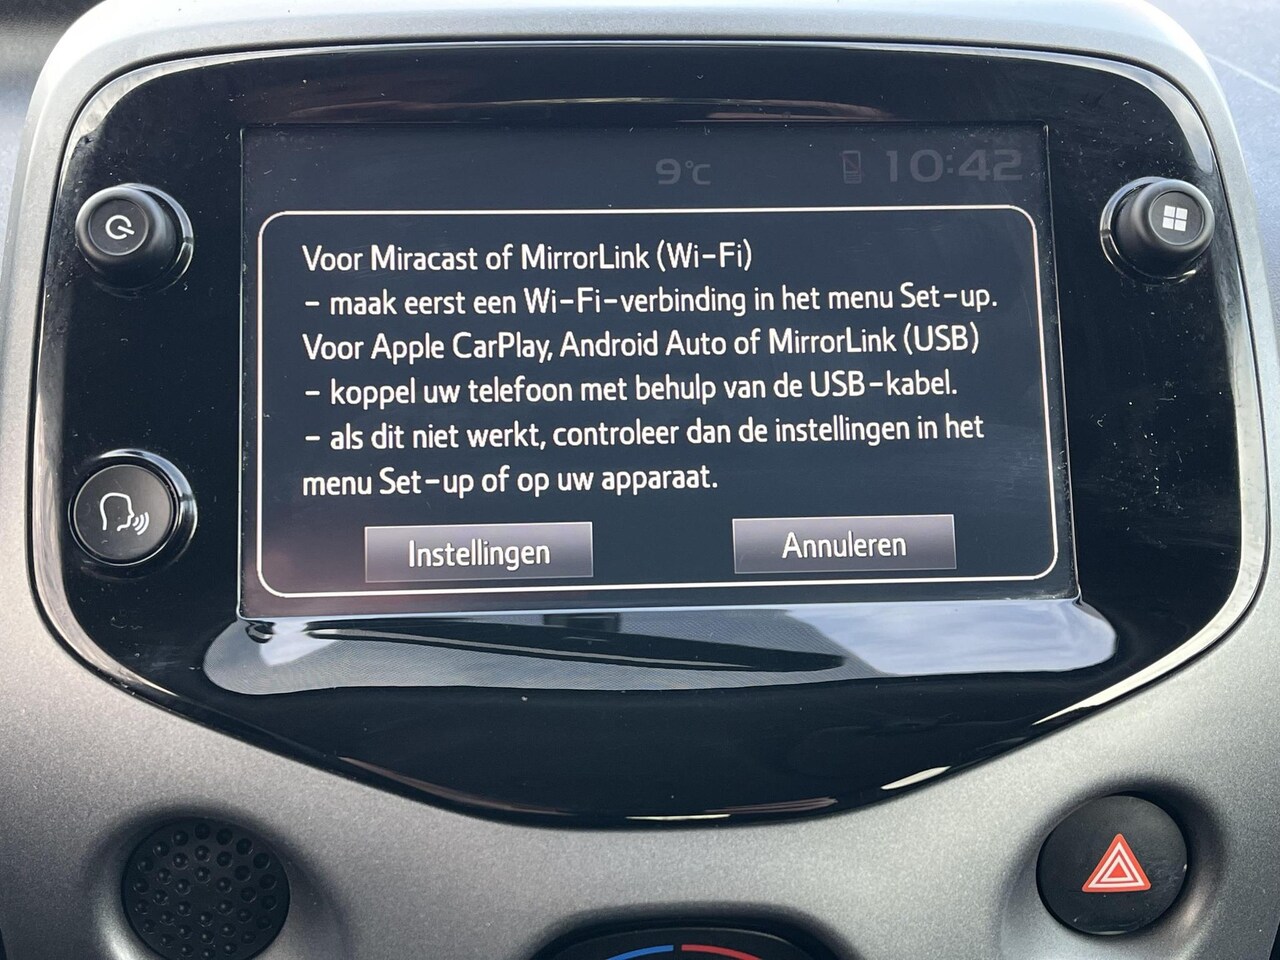 9°C
10:42
Voor Miracast of MirrorLink (Wi-Fi)
- maak eerst een Wi-Fi-verbinding in het menu Set-up.
Voor Apple CarPlay, Android Auto of MirrorLink (USB)
- koppel uw telefoon met behulp van de USB-kabel.
- als dit niet werkt, controleer dan de instellingen in het
menu Set-up of op uw apparaat.
Instellingen
Annuleren